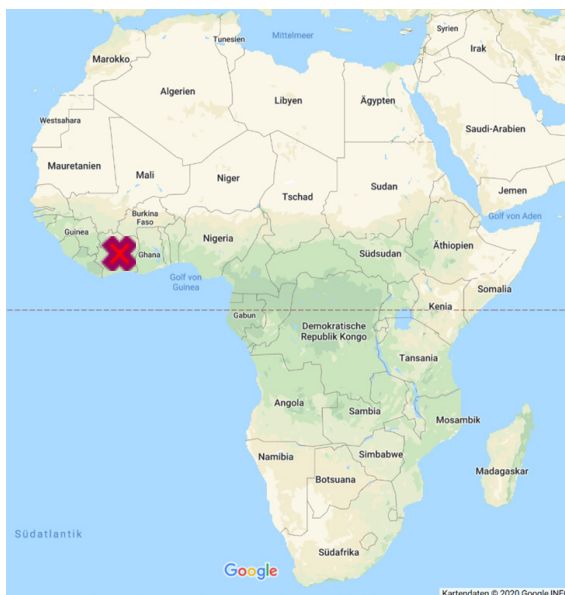 Syrien
Tunesien
Mittelmeer
Marokko
Irak
Ira
Algerien
Libyen
Ägypten
Westsahara
Saudi-Arabien
Mauretanien
Mali
Niger
Tschad
Sudan
Jemen
Burkina
Faso
Golf von Aden
Guinea
Ghana
Nigeria
Äthiopien
Südsudan
Golf von
Guinea
Somalia
Kenia
Gabun
Demokratische
Republik Kongo
Tansania
Angola
Sambia
Mosambik
Simbabwe
Namibia
Madagaskar
Botsuana
Südatlantik
Südafrika
Google
Kartendaten © 2020 Google INE